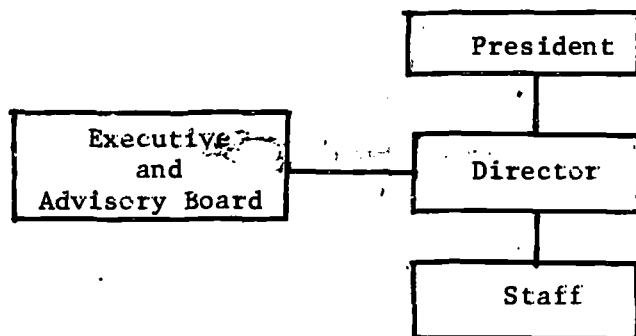 President
Executive
and
Advisory Board
Director
Staff